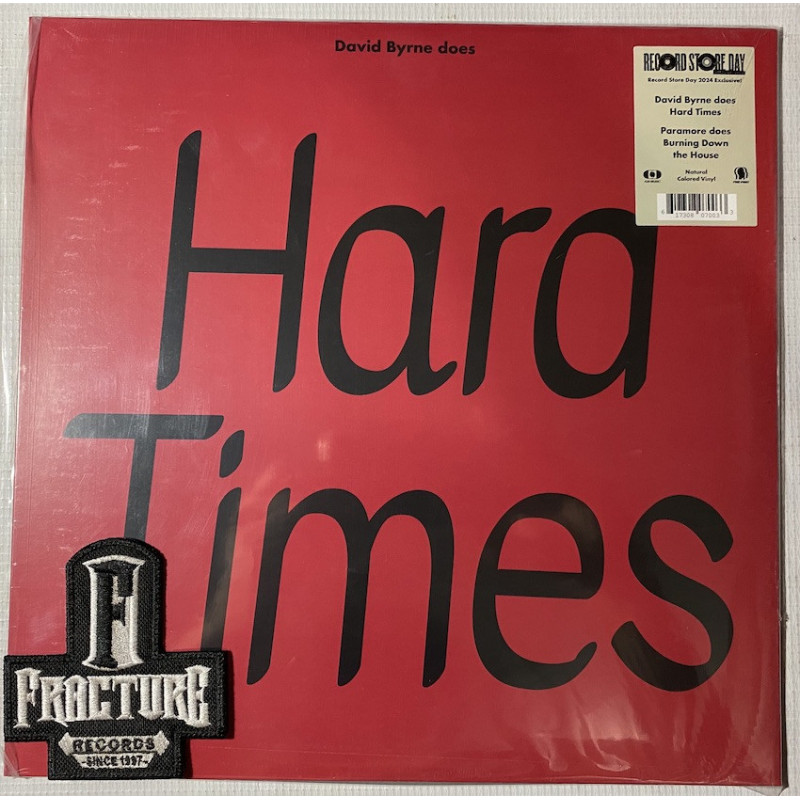 David Byrne does
Hard
Times
RECORD STORE DAY
Record Store Day 2024 Exclusive!
David Byrne does
Hard Times
Paramore does
Burning Down
the House
Natural
Colored Vinyl
F
FRACTURE
RECORDS
-SINCE 1997-